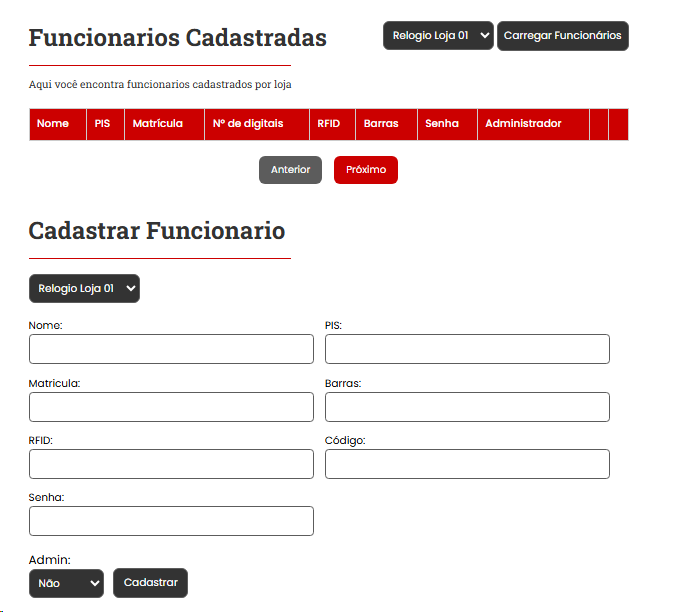 Funcionarios Cadastradas
Relogio Loja 01
Carregar Funcionários
Aqui você encontra funcionarios cadastrados por loja
Nome PIS Matrícula Nº de digitais RFID Barras Senha Administrador
Anterior Próximo
Cadastrar Funcionario
Relogio Loja 01
Nome: PIS:
Matricula: Barras:
RFID: Código:
Senha:
Admin:
Não Cadastrar